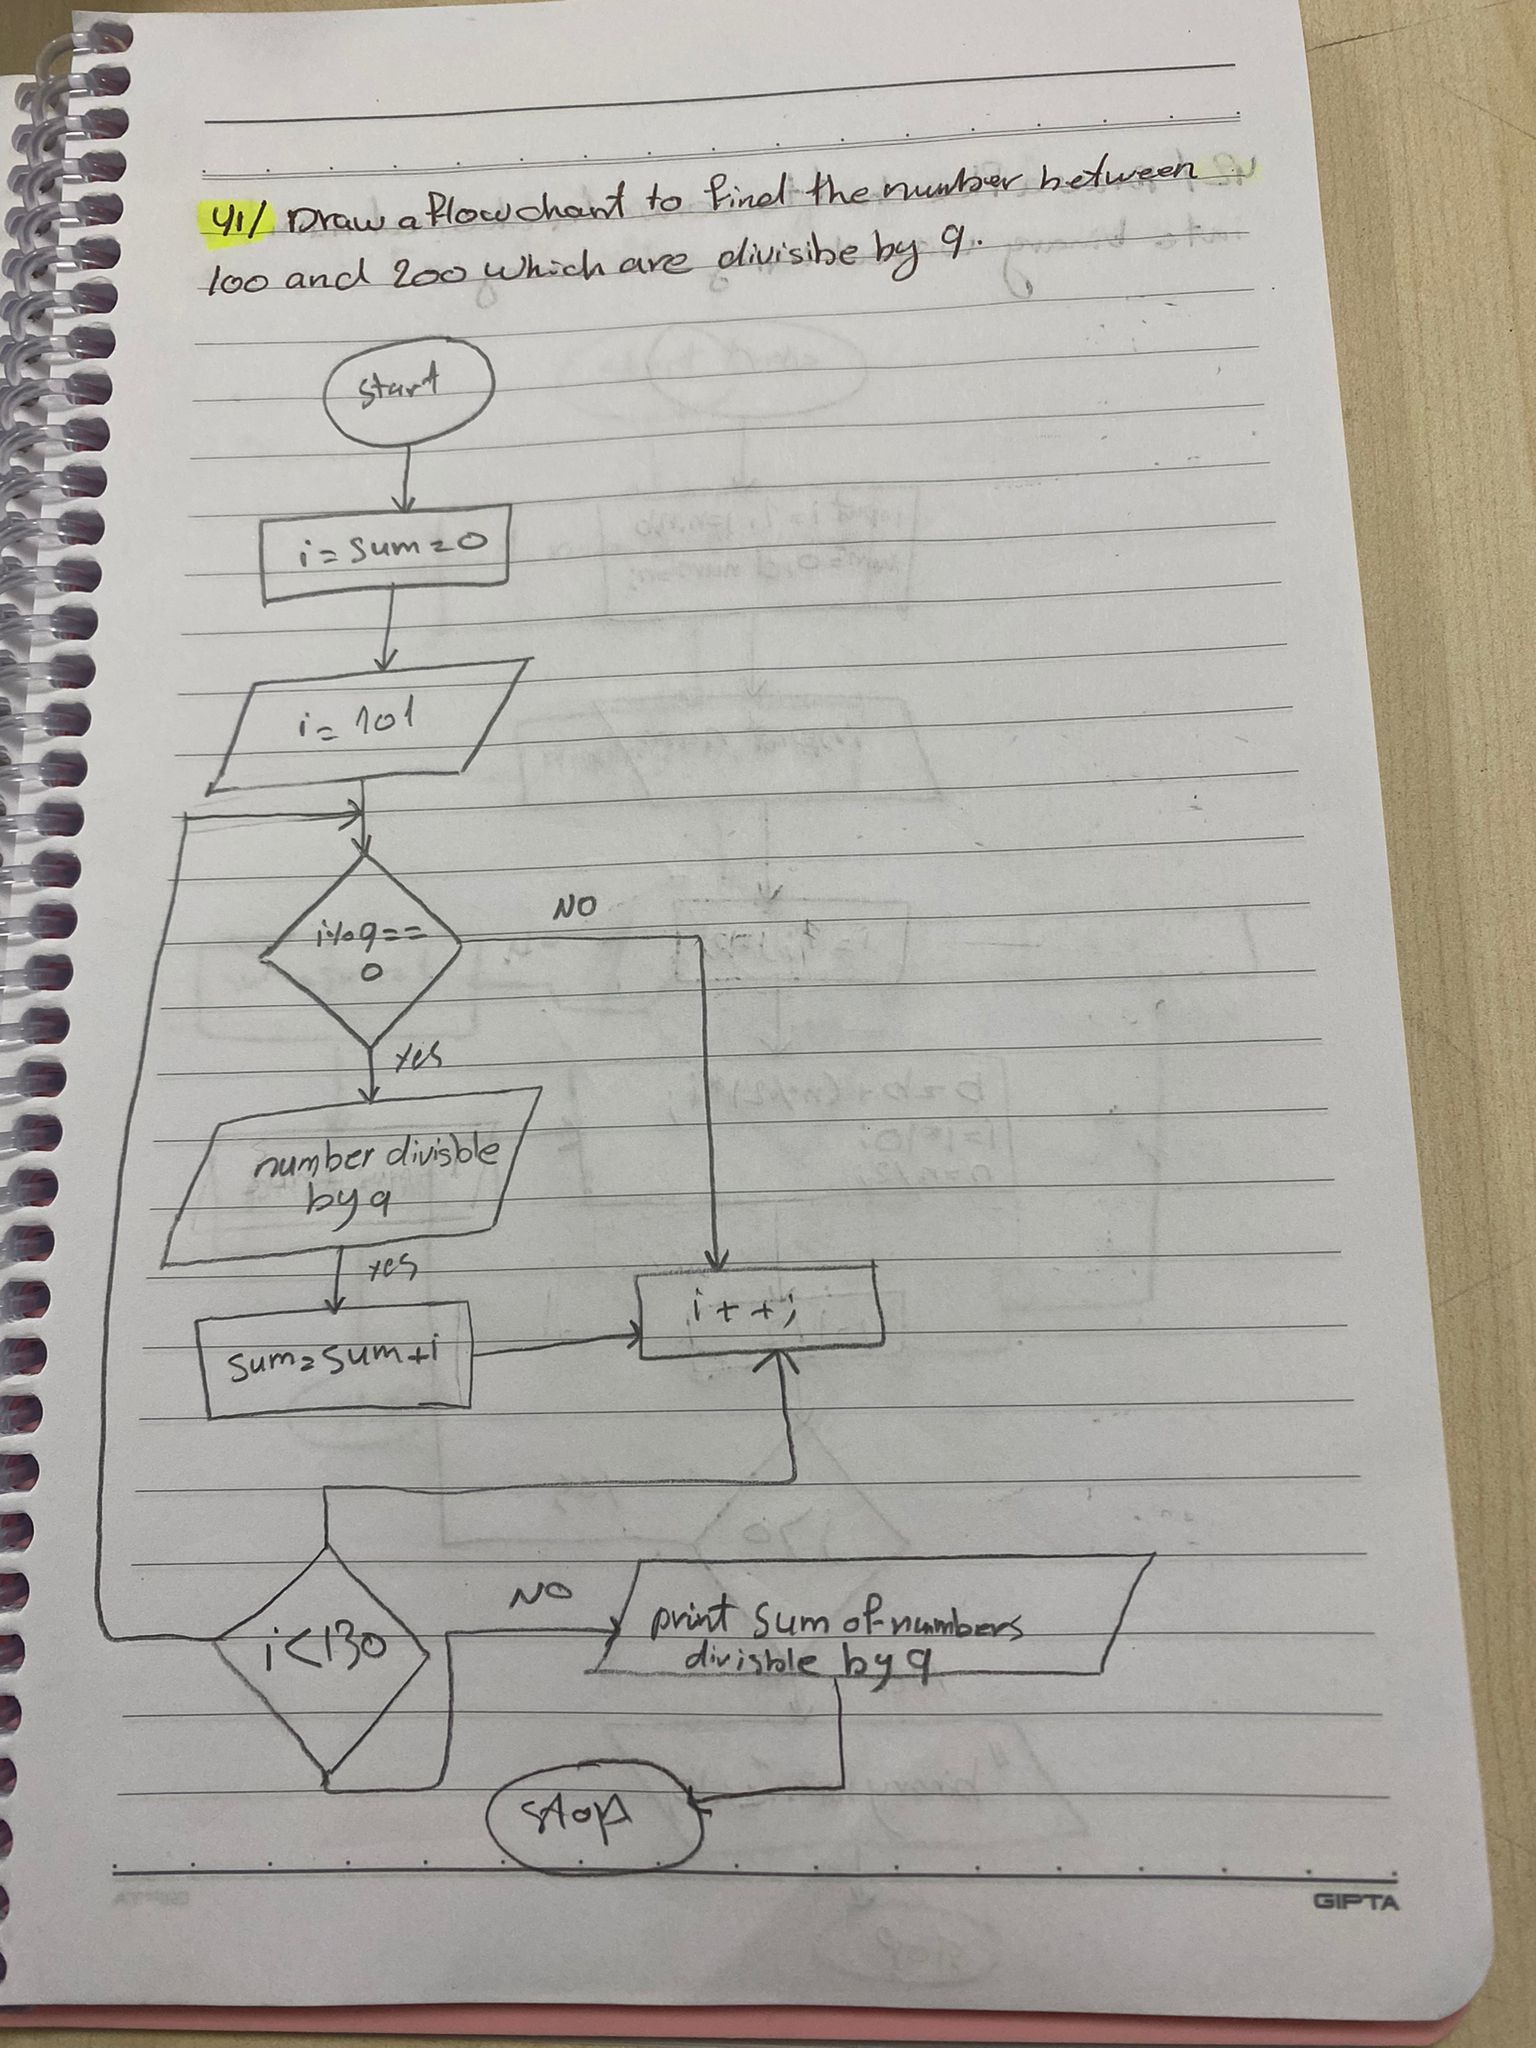 41/ Draw a flowchart to find the number between
100 and 200 which are divisibe by 9.
start
i = sum = 0
i = 101
i%9==
0
NO
yes
number divisble
by 9
yes
sum = sum + i
i + + ;
i < 130
NO
print sum of numbers
divisble by 9
stop
GIPTA